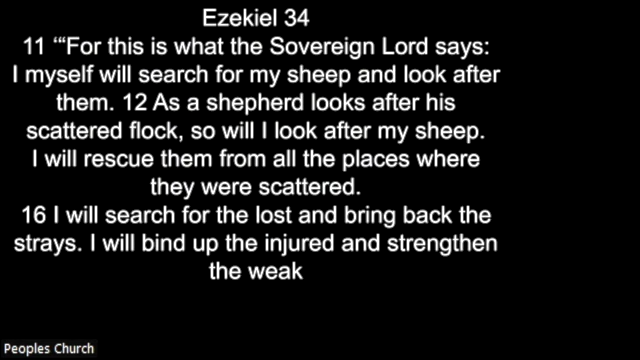 Ezekiel 34
11 “‘For this is what the Sovereign Lord says:
I myself will search for my sheep and look after
them. 12 As a shepherd looks after his
scattered flock, so will I look after my sheep.
I will rescue them from all the places where
they were scattered.
16 I will search for the lost and bring back the
strays. I will bind up the injured and strengthen
the weak
Peoples Church